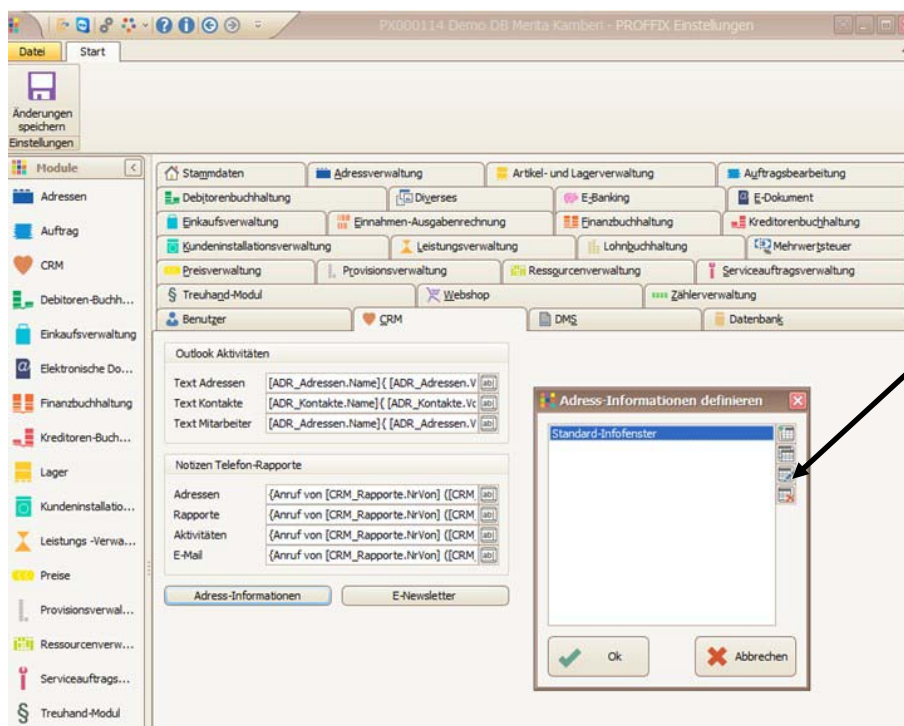 PX000114 Demo DB Merita Kamberi - PROFFIX Einstellungen
Datei Start
Änderungen
speichern
Einstellungen
Module
Adressen
Auftrag
CRM
Debitoren-Buchh...
Einkaufsverwaltung
Elektronische Do...
Finanzbuchhaltung
Kreditoren-Buch...
Lager
Kundeninstallatio...
Leistungs -Verwa...
Preise
Provisionsverwal...
Ressourcenverw...
Serviceauftrags...
Treuhand-Modul
Stammdaten Adressverwaltung Artikel- und Lagerverwaltung Auftragsbearbeitung
Debitorenbuchhaltung Diverses E-Banking E-Dokument
Einkaufsverwaltung Einnahmen-Ausgabenrechnung Finanzbuchhaltung Kreditorenbuchhaltung
Kundeninstallationsverwaltung Leistungsverwaltung Lohnbuchhaltung Mehrwertsteuer
Preisverwaltung Provisionsverwaltung Ressourcenverwaltung Serviceauftragsverwaltung
Treuhand-Modul Webshop Zählerverwaltung
Benutzer CRM DMS Datenbank
Outlook Aktivitäten
Text Adressen [ADR_Adressen.Name]{ [ADR_Adressen.V
Text Kontakte [ADR_Kontakte.Name]{ [ADR_Kontakte.Vc
Text Mitarbeiter [ADR_Adressen.Name]{ [ADR_Adressen.V
Notizen Telefon-Rapporte
Adressen {Anruf von [CRM_Rapporte.NrVon] ([CRM_
Rapporte {Anruf von [CRM_Rapporte.NrVon] ([CRM_
Aktivitäten {Anruf von [CRM_Rapporte.NrVon] ([CRM_
E-Mail {Anruf von [CRM_Rapporte.NrVon] ([CRM_
Adress-Informationen E-Newsletter
Adress-Informationen definieren
Standard-Infofenster
Ok Abbrechen